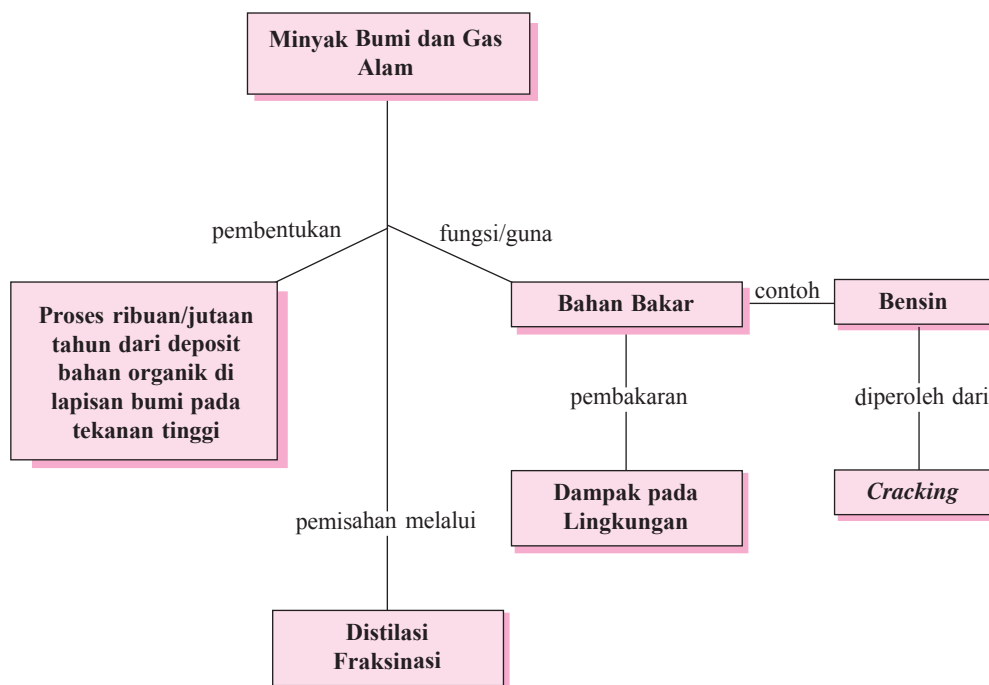 Minyak Bumi dan Gas
Alam
pembentukan
fungsi/guna
Proses ribuan/jutaan
tahun dari deposit
bahan organik di
lapisan bumi pada
tekanan tinggi
Bahan Bakar
contoh
Bensin
pembakaran
diperoleh dari
Dampak pada
Lingkungan
Cracking
pemisahan melalui
Distilasi
Fraksinasi